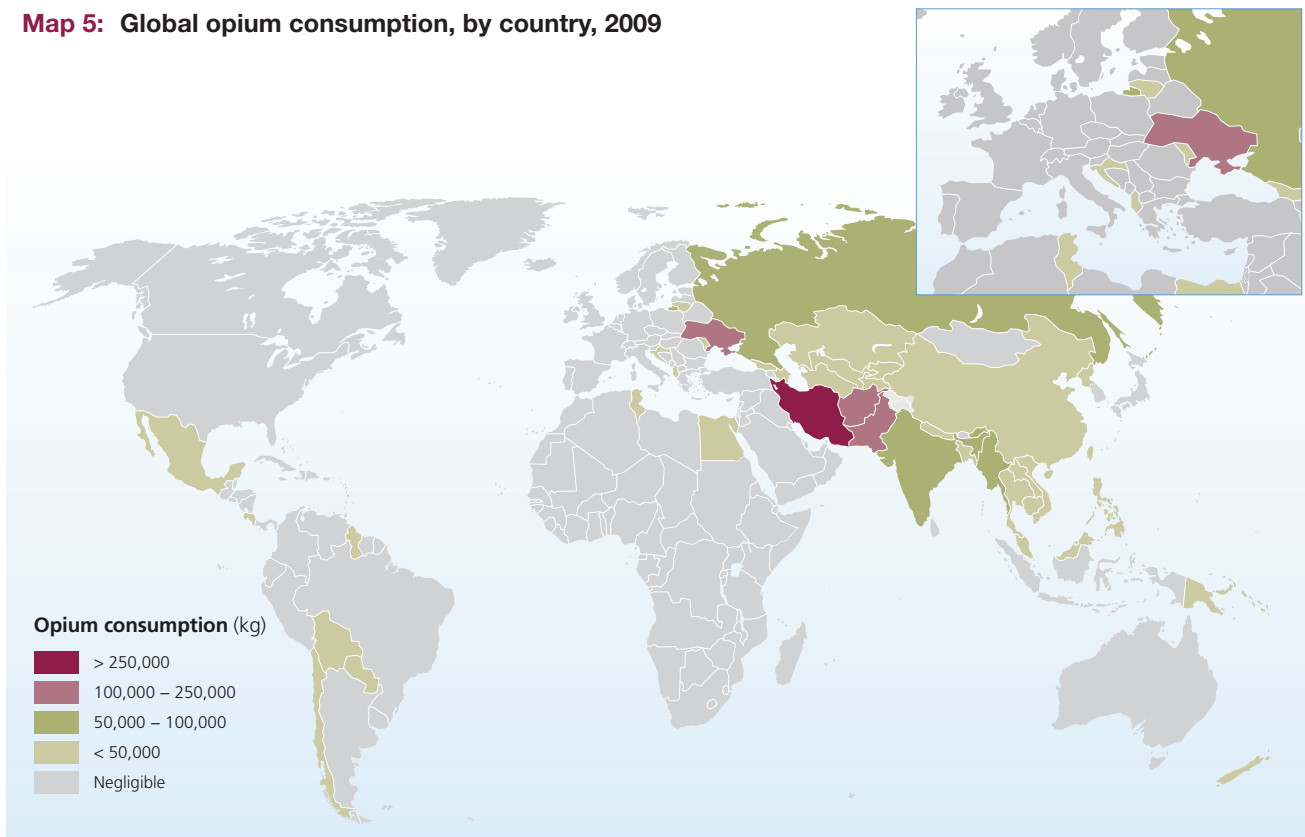 Map 5: Global opium consumption, by country, 2009
Opium consumption (kg)
> 250,000
100,000 – 250,000
50,000 – 100,000
< 50,000
Negligible